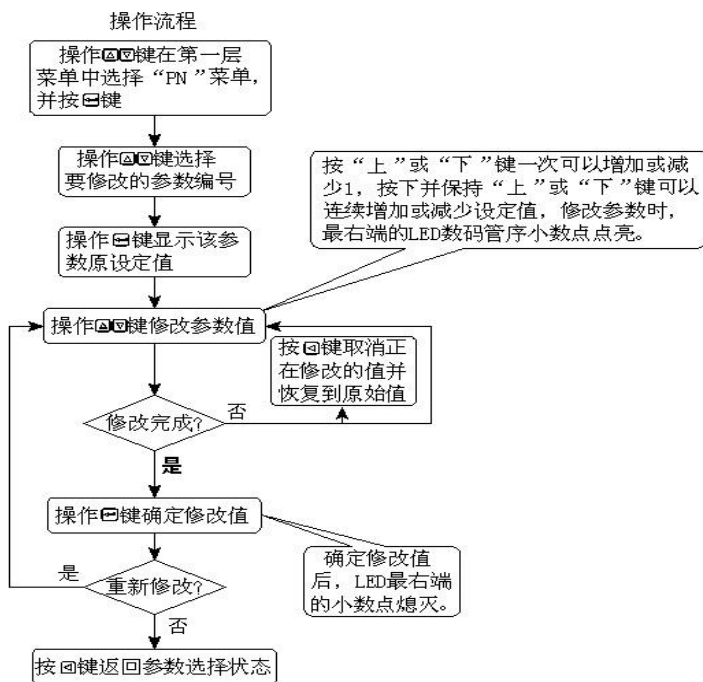 操作流程
操作▲▼键在第一层
菜单中选择“PN”菜单，
并按键
操作▲▼键选择
要修改的参数编号
按“上”或“下”键一次可以增加或减
少1，按下并保持“上”或“下”键可以
连续增加或减少设定值，修改参数时，
最右端的LED数码管序小数点点亮。
操作键显示该参
数原设定值
操作▲▼键修改参数值
按◁键取消正
在修改的值并
恢复到原始值
修改完成?
否
是
操作键确定修改值
确定修改值
后，LED最右端
的小数点熄灭。
是
重新修改?
否
按◁键返回参数选择状态